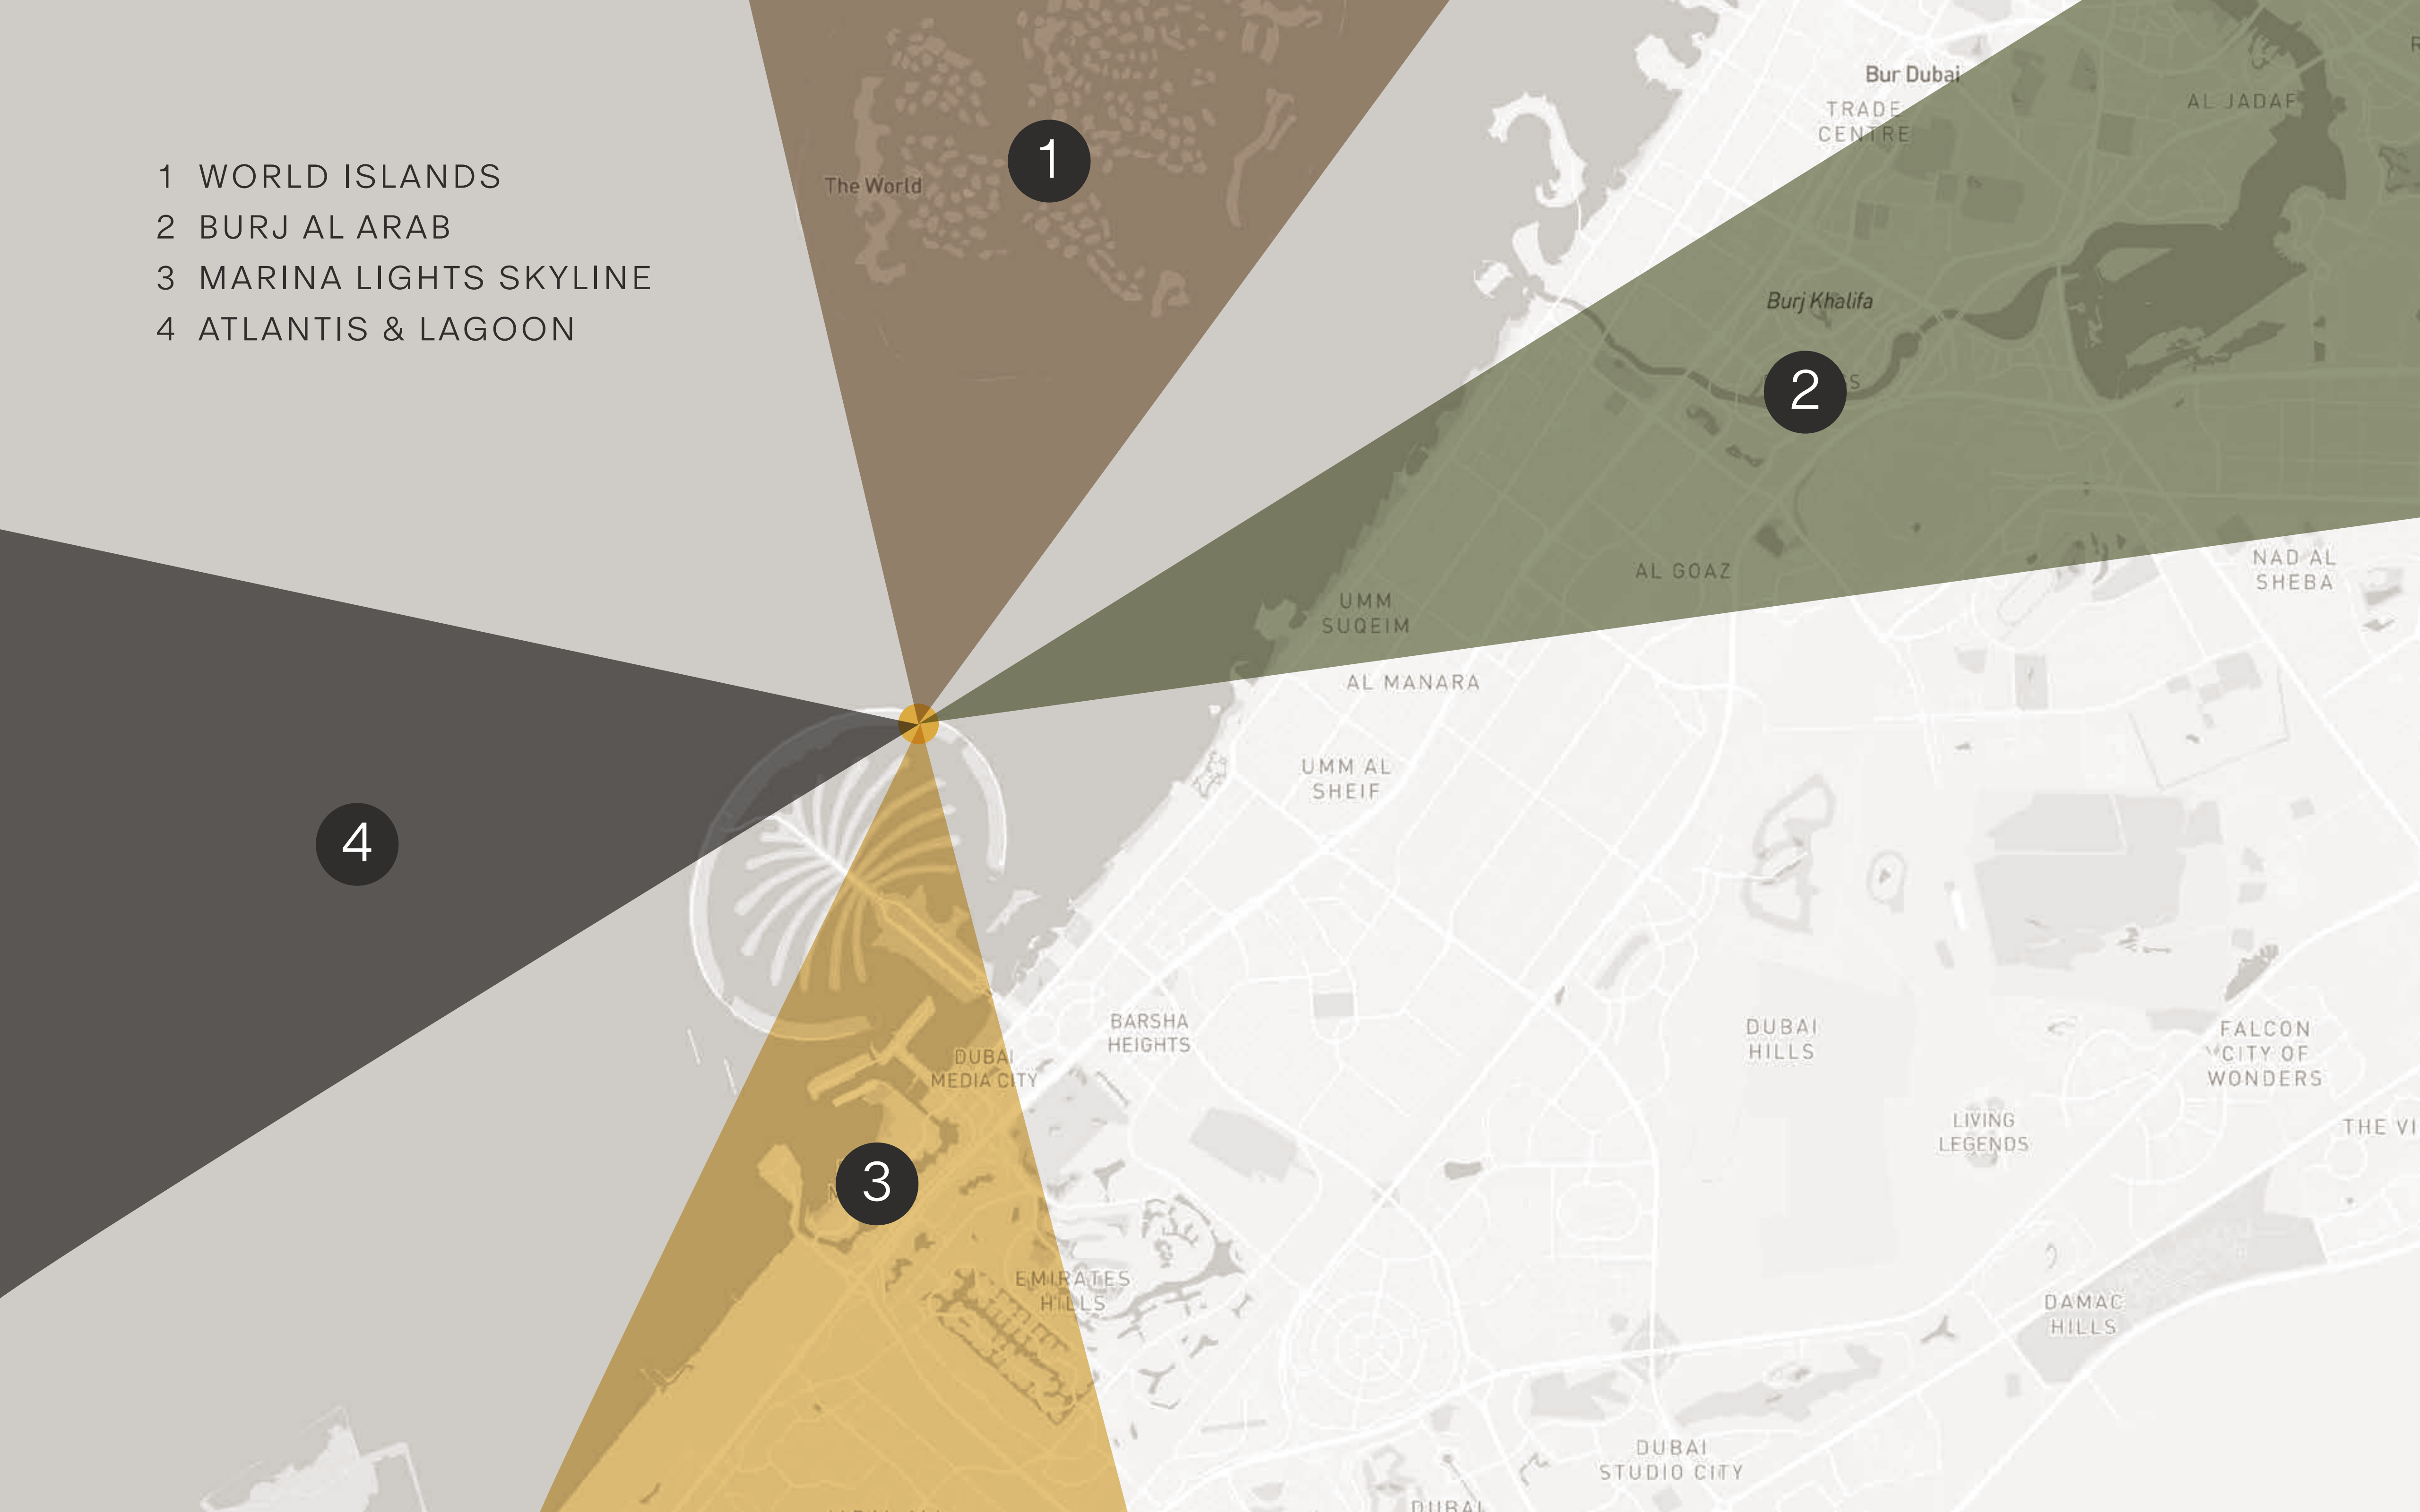 1 WORLD ISLANDS
2 BURJ AL ARAB
3 MARINA LIGHTS SKYLINE
4 ATLANTIS & LAGOON
The World
1
Bur Dubai
TRADE
CENTRE
AL JADAF
Burj Khalifa
2
AL GOAZ
NAD AL
SHEBA
UMM
SUQEIM
AL MANARA
UMM AL
SHEIF
4
BARSHA
HEIGHTS
DUBAI
MEDIA CITY
DUBAI
HILLS
FALCON
CITY OF
WONDERS
LIVING
LEGENDS
THE VI
3
EMIRATES
HILLS
DAMAC
HILLS
DUBAI
STUDIO CITY
DUBAI